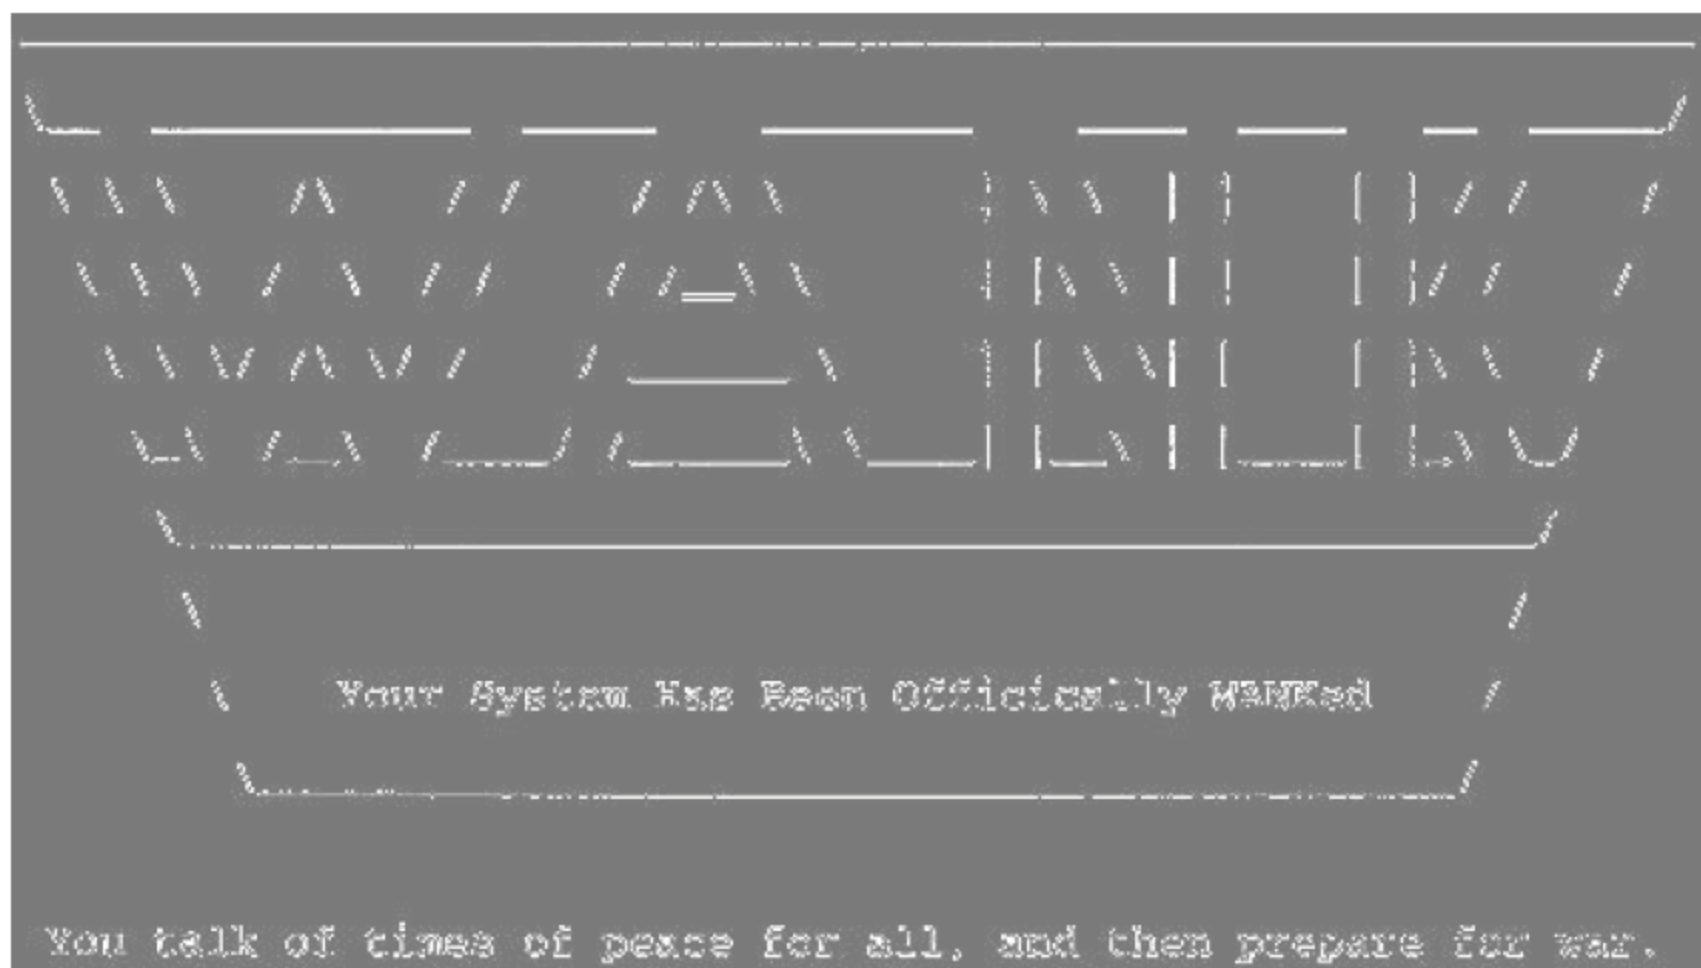 WANK
Your System Has Been Officically WANKed
You talk of times of peace for all, and then prepare for war.